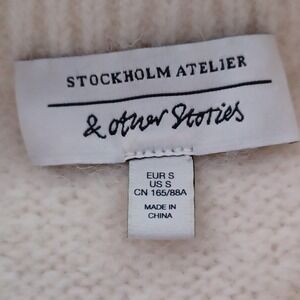 STOCKHOLM ATELIER
& other Stories
EUR S
US S
CN 165/88A
MADE IN
CHINA